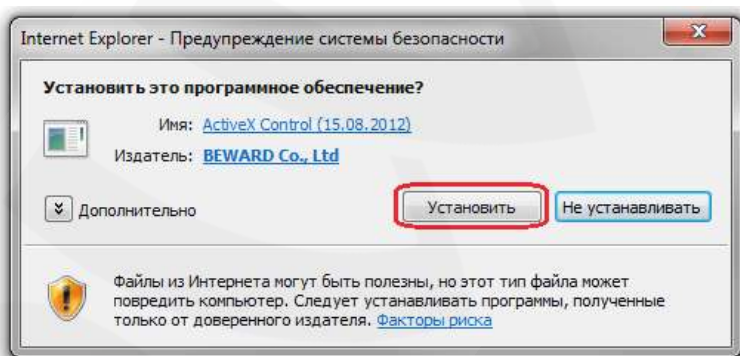 Internet Explorer - Предупреждение системы безопасности
Установить это программное обеспечение?
Имя: ActiveX Control (15.08.2012)
Издатель: BEWARD Co., Ltd
Дополнительно
Установить
Не устанавливать
Файлы из Интернета могут быть полезны, но этот тип файла может
повредить компьютер. Следует устанавливать программы, полученные
только от доверенного издателя. Факторы риска